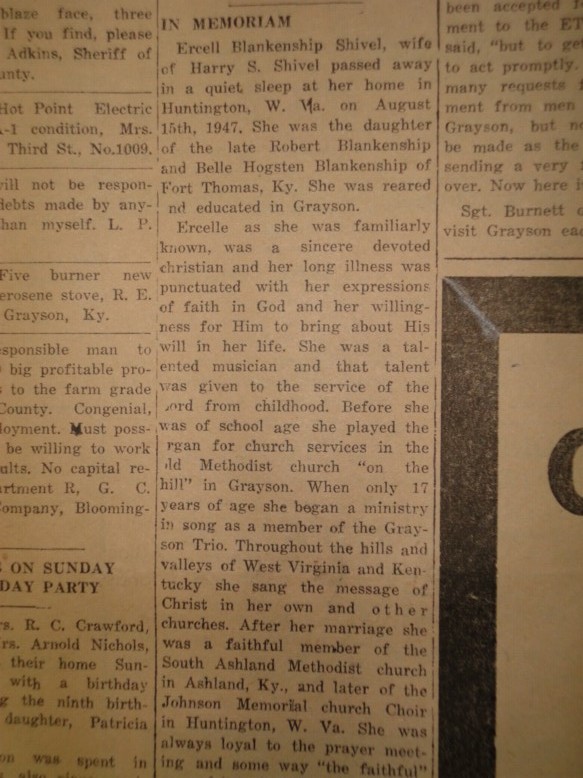 blaze face, three
If you find, please
Adkins, Sheriff of
unty.
Hot Point Electric
A-1 condition, Mrs.
Third St., No.1009.
will not be respon-
debts made by any-
than myself. L. P.
Five burner new
erosene stove, R. E.
Grayson, Ky.
esponsible man to
big profitable pro-
s to the farm grade
County. Congenial,
loyment. Must poss-
be willing to work
ults. No capital re-
artment R, G. C.
Company, Blooming-
ON SUNDAY
DAY PARTY
rs. R. C. Crawford,
rs. Arnold Nichols,
their home Sun-
with a birthday
g the ninth birth-
daughter, Patricia
on was spent in
IN MEMORIAM
Ercell Blankenship Shivel, wife
of Harry S. Shivel passed away
in a quiet sleep at her home in
Huntington, W. Va. on August
15th, 1947. She was the daughter
of the late Robert Blankenship
and Belle Hogsten Blankenship of
Fort Thomas, Ky. She was reared
nd educated in Grayson.
Ercelle as she was familiarly
known, was a sincere devoted
christian and her long illness was
punctuated with her expressions
of faith in God and her willing-
ness for Him to bring about His
will in her life. She was a tal-
ented musician and that talent
was given to the service of the
ord from childhood. Before she
was of school age she played the
rgan for church services in the
ld Methodist church "on the
hill" in Grayson. When only 17
years of age she began a ministry
in song as a member of the Gray-
son Trio. Throughout the hills and
valleys of West Virginia and Ken-
tucky she sang the message of
Christ in her own and other
churches. After her marriage she
was a faithful member of the
South Ashland Methodist church
in Ashland, Ky., and later of the
Johnson Memorial church Choir
in Huntington, W. Va. She was
always loyal to the prayer meet-
ing and some way "the faithful"
been accepted f
ment to the ET
said, "but to ge
to act promptly.
many requests f
ment from men
Grayson, but n
be made as the
sending a very
over. Now here i
Sgt. Burnett
visit Grayson ea